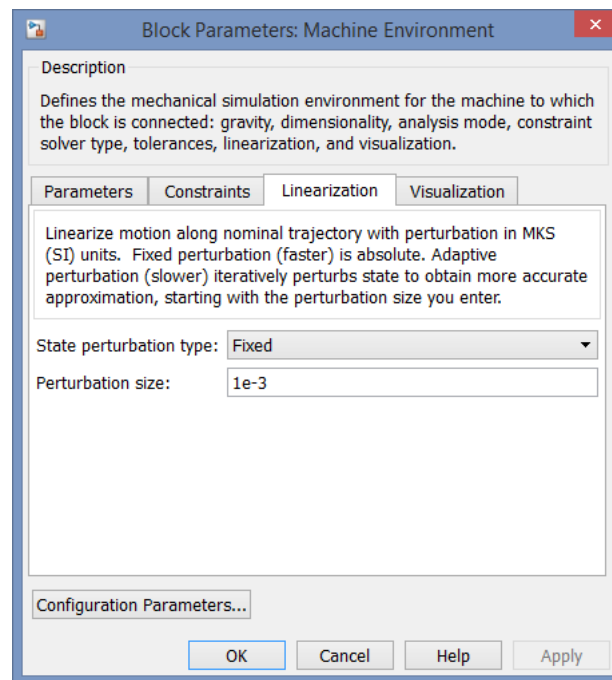 Block Parameters: Machine Environment
Description
Defines the mechanical simulation environment for the machine to which
the block is connected: gravity, dimensionality, analysis mode, constraint
solver type, tolerances, linearization, and visualization.
Parameters Constraints Linearization Visualization
Linearize motion along nominal trajectory with perturbation in MKS
(SI) units. Fixed perturbation (faster) is absolute. Adaptive
perturbation (slower) iteratively perturbs state to obtain more accurate
approximation, starting with the perturbation size you enter.
State perturbation type: Fixed
Perturbation size: 1e-3
Configuration Parameters...
OK Cancel Help Apply